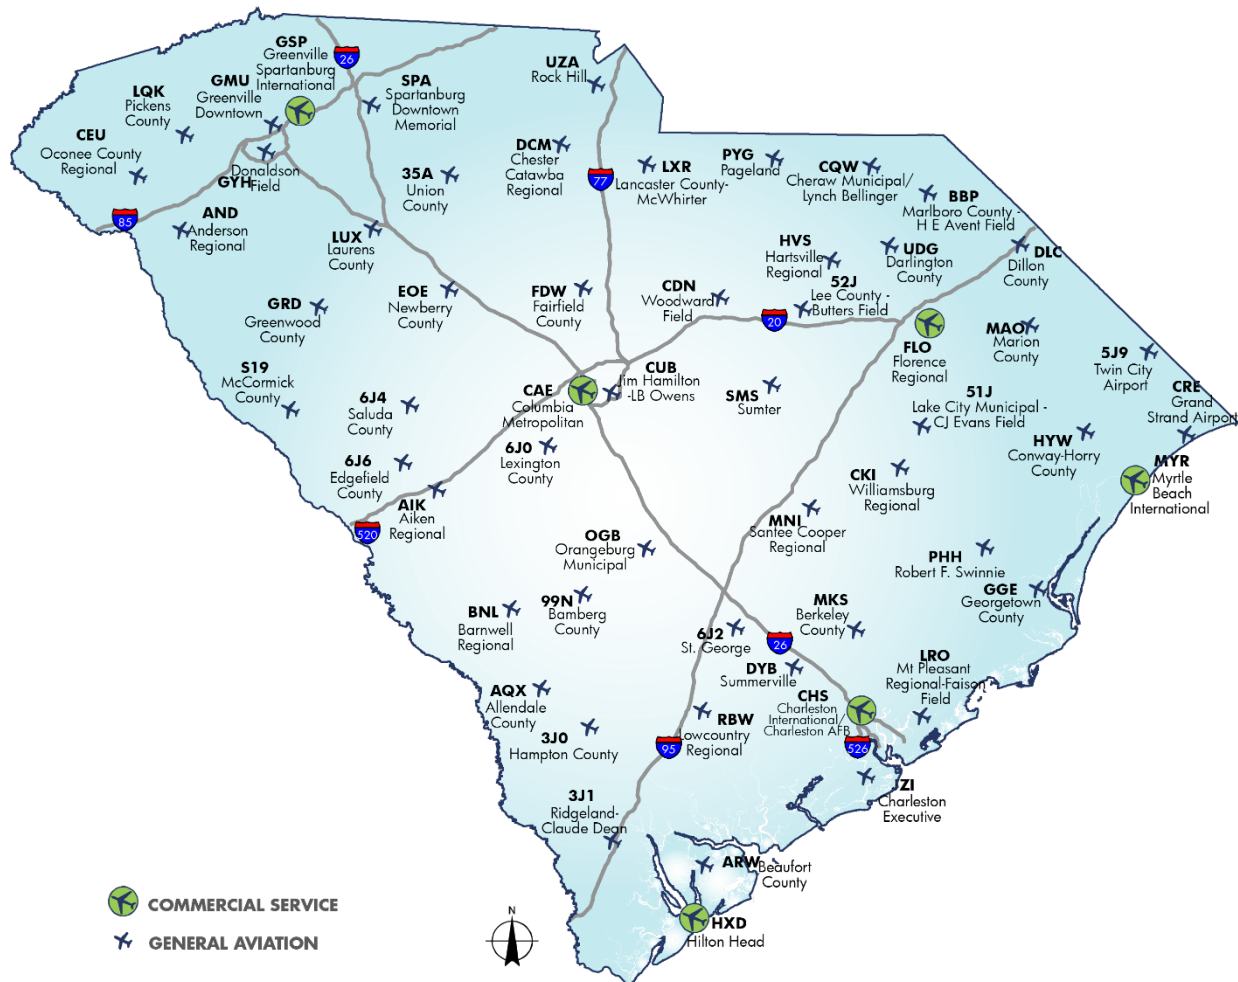 GSP
Greenville
Spartanburg
International
26
UZA
Rock Hill
GMU
Greenville
Downtown
SPA
Spartanburg
Downtown
Memorial
LQK
Pickens
County
CEU
Oconee County
Regional
GYH
Donaldson
Field
35A
Union
County
DCM
Chester
Catawba
Regional
77
LXR
Lancaster County-
McWhirter
PYG
Pageland
CQW
Cheraw Municipal/
Lynch Bellinger
BBP
Marlboro County -
H E Avent Field
85
AND
Anderson
Regional
LUX
Laurens
County
HVS
Hartsville
Regional
UDG
Darlington
County
DLC
Dillon
County
GRD
Greenwood
County
EOE
Newberry
County
FDW
Fairfield
County
CDN
Woodward
Field
52J
Lee County -
Butters Field
20
FLO
Florence
Regional
MAO
Marion
County
5J9
Twin City
Airport
S19
McCormick
County
6J4
Saluda
County
CAE
Columbia
Metropolitan
CUB
Jim Hamilton
-LB Owens
SMS
Sumter
51J
Lake City Municipal -
CJ Evans Field
CRE
Grand
Strand Airport
6J6
Edgefield
County
6J0
Lexington
County
HYW
Conway-Horry
County
MYR
Myrtle
Beach
International
CKI
Williamsburg
Regional
520
AIK
Aiken
Regional
MNI
Santee Cooper
Regional
OGB
Orangeburg
Municipal
PHH
Robert F. Swinnie
GGE
Georgetown
County
BNL
Barnwell
Regional
99N
Bamberg
County
6J2
St. George
26
MKS
Berkeley
County
DYB
Summerville
LRO
Mt Pleasant
Regional-Faison
Field
AQX
Allendale
County
3J0
Hampton County
RBW
Lowcountry
Regional
95
CHS
Charleston
International/
Charleston AFB
526
JZI
Charleston
Executive
3J1
Ridgeland-
Claude Dean
ARW
Beaufort
County
HXD
Hilton Head
COMMERCIAL SERVICE
GENERAL AVIATION
N